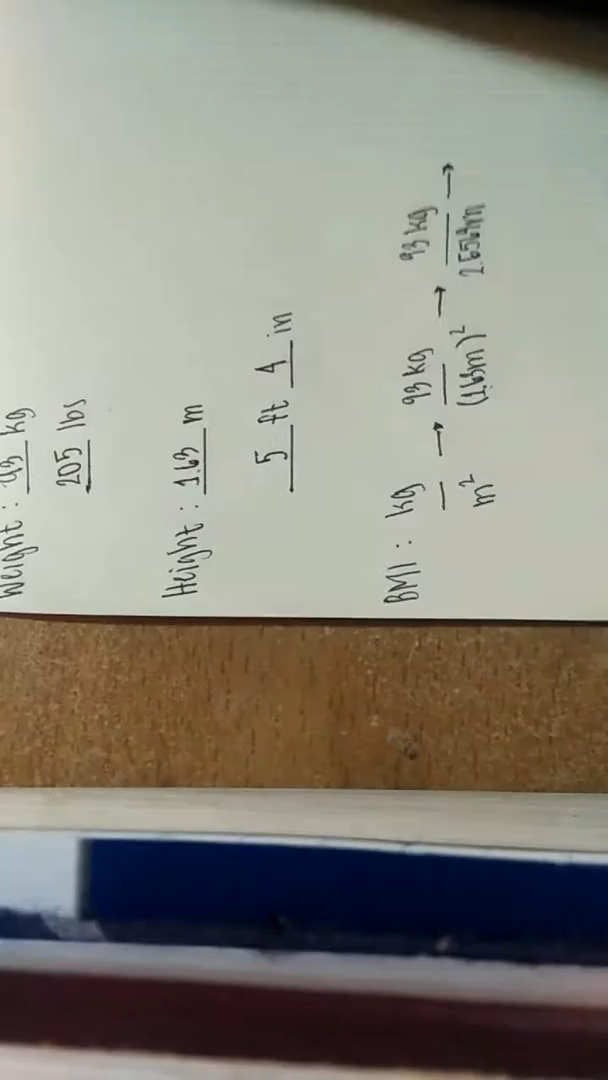 Weight : 93 kg
205 lbs
Height : 1.63 m
5 ft 4 in
BMI : kg → 93 kg → 93 kg →
m² (1.63m)² 2.6569m